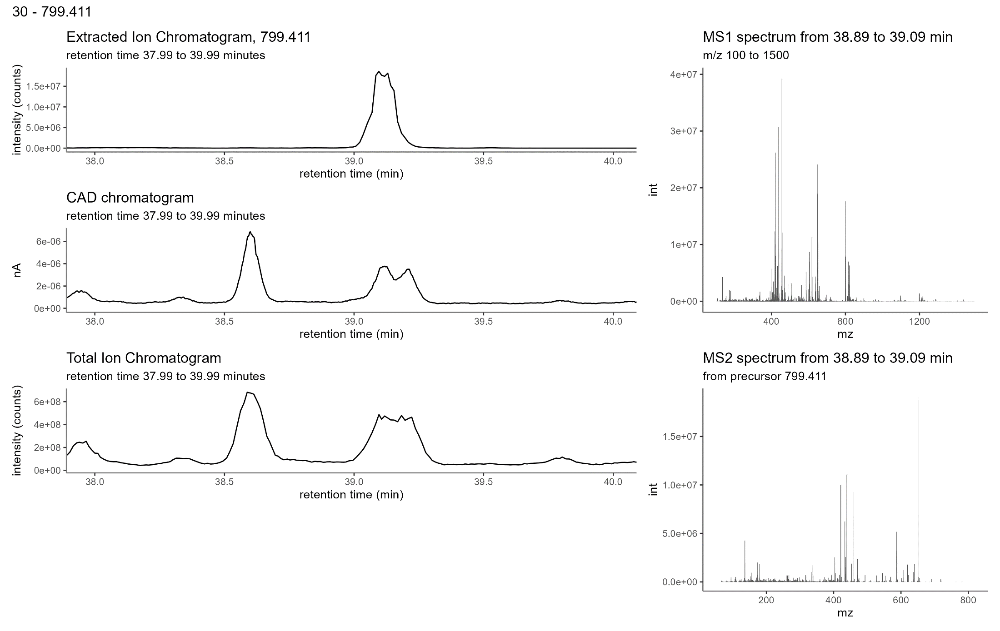 30 - 799.411
Extracted Ion Chromatogram, 799.411
retention time 37.99 to 39.99 minutes
intensity (counts)
1.5e+07
1.0e+07
5.0e+06
0.0e+00
38.0 38.5 39.0 39.5 40.0
retention time (min)
CAD chromatogram
retention time 37.99 to 39.99 minutes
nA
6e-06
4e-06
2e-06
0e+00
38.0 38.5 39.0 39.5 40.0
retention time (min)
Total Ion Chromatogram
retention time 37.99 to 39.99 minutes
intensity (counts)
6e+08
4e+08
2e+08
0e+00
38.0 38.5 39.0 39.5 40.0
retention time (min)
MS1 spectrum from 38.89 to 39.09 min
m/z 100 to 1500
int
4e+07
3e+07
2e+07
1e+07
0e+00
400 800 1200
mz
MS2 spectrum from 38.89 to 39.09 min
from precursor 799.411
int
1.5e+07
1.0e+07
5.0e+06
0.0e+00
200 400 600 800
mz